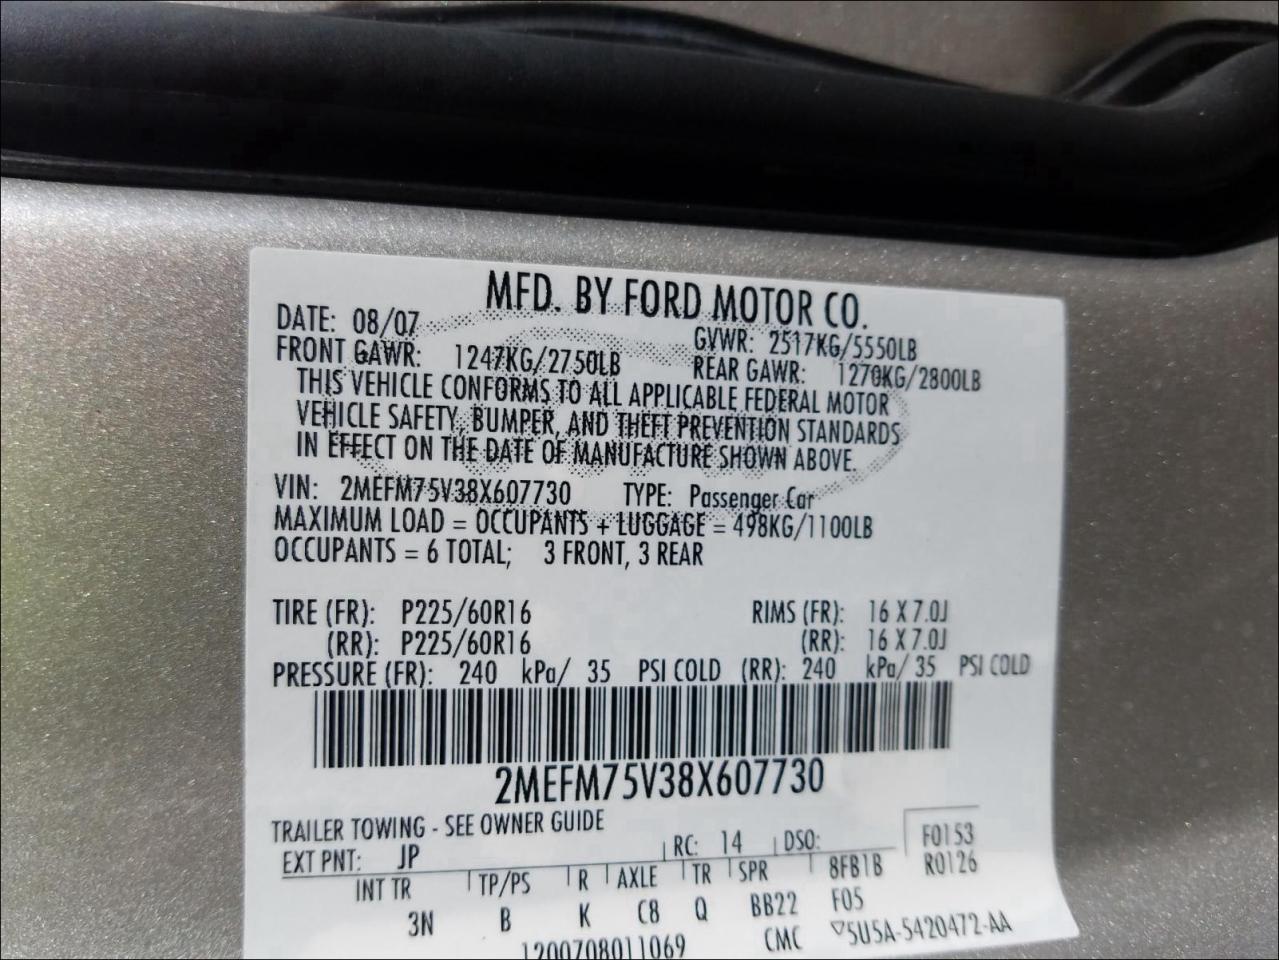 MFD. BY FORD MOTOR CO.
DATE: 08/07 GVWR: 2517KG/5550LB
FRONT GAWR: 1247KG/2750LB REAR GAWR: 1270KG/2800LB
THIS VEHICLE CONFORMS TO ALL APPLICABLE FEDERAL MOTOR
VEHICLE SAFETY, BUMPER, AND THEFT PREVENTION STANDARDS
IN EFFECT ON THE DATE OF MANUFACTURE SHOWN ABOVE.
VIN: 2MEFM75V38X607730 TYPE: Passenger Car
MAXIMUM LOAD = OCCUPANTS + LUGGAGE = 498KG/1100LB
OCCUPANTS = 6 TOTAL; 3 FRONT, 3 REAR
TIRE (FR): P225/60R16 RIMS (FR): 16 X 7.0J
(RR): P225/60R16 (RR): 16 X 7.0J
PRESSURE (FR): 240 kPa/ 35 PSI COLD (RR): 240 kPa/ 35 PSI COLD
2MEFM75V38X607730
TRAILER TOWING - SEE OWNER GUIDE
EXT PNT: JP RC: 14 DSO: F0153
INT TR TP/PS R AXLE TR SPR 8FB1B R0126
3N B K C8 Q BB22 F05
1200708011069 CMC 5U5A-5420472-AA